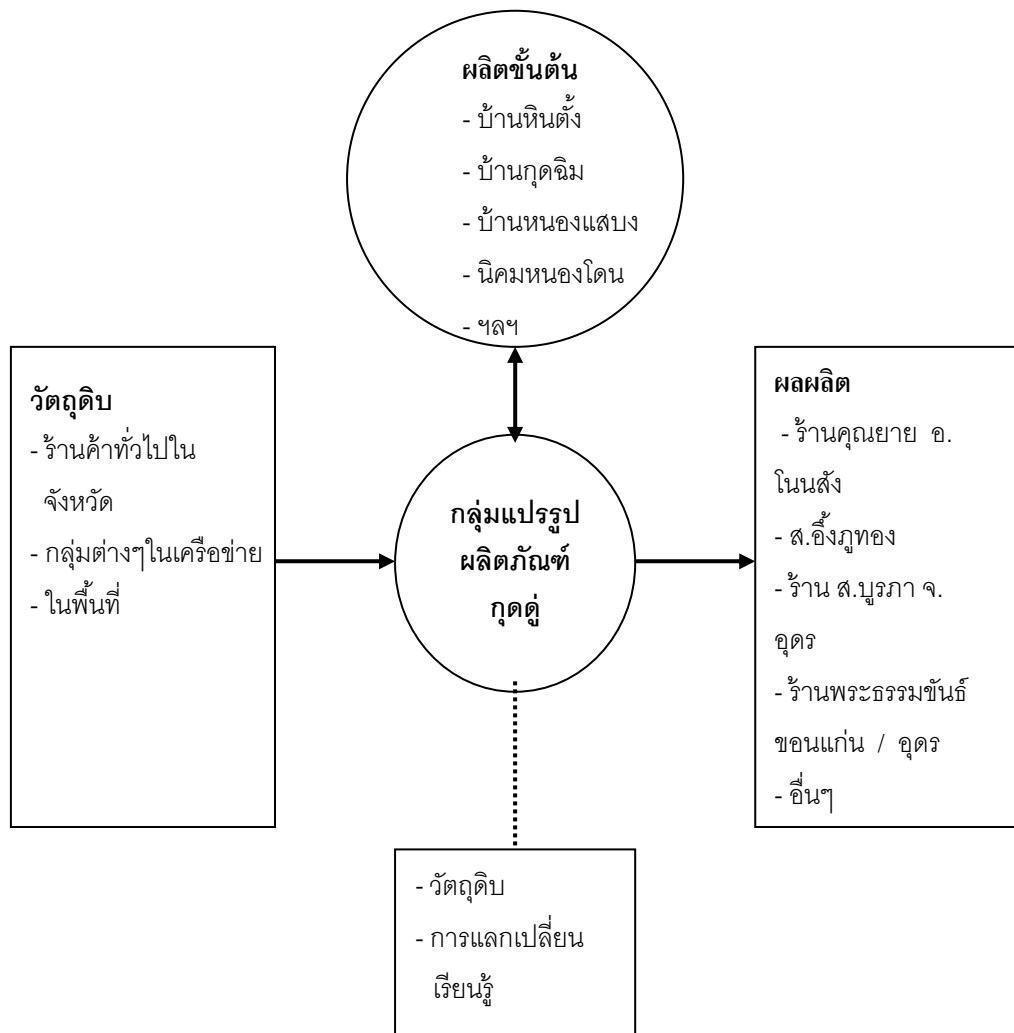 ผลิตขั้นต้น
- บ้านหินตั้ง
- บ้านกุดฉิม
- บ้านหนองแสบง
- นิคมหนองโดน
- ฯลฯ
วัตถุดิบ
- ร้านค้าทั่วไปใน
จังหวัด
- กลุ่มต่างๆในเครือข่าย
- ในพื้นที่
กลุ่มแปรรูป
ผลิตภัณฑ์
กุดดู่
ผลผลิต
- ร้านคุณยาย อ.
โนนสัง
- ส.อึ้งภูทอง
- ร้าน ส.บูรภา จ.
อุดร
- ร้านพระธรรมขันธ์
ขอนแก่น / อุดร
- อื่นๆ
- วัตถุดิบ
- การแลกเปลี่ยน
เรียนรู้